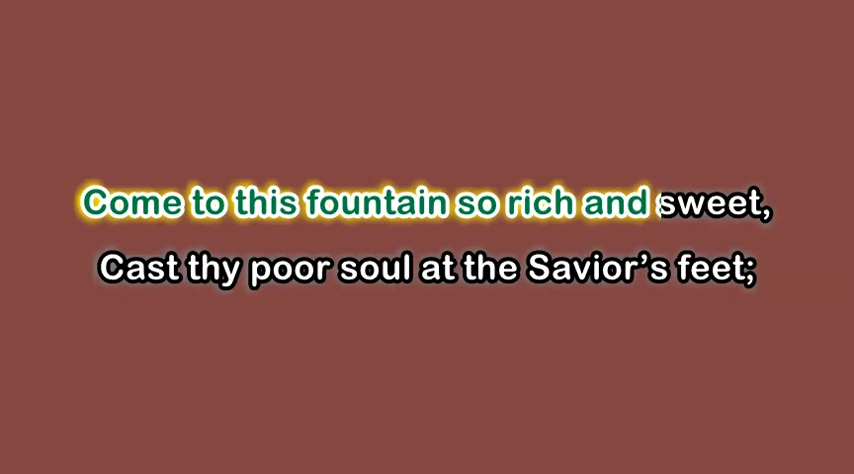 Come to this fountain so rich and sweet,
Cast thy poor soul at the Savior’s feet;